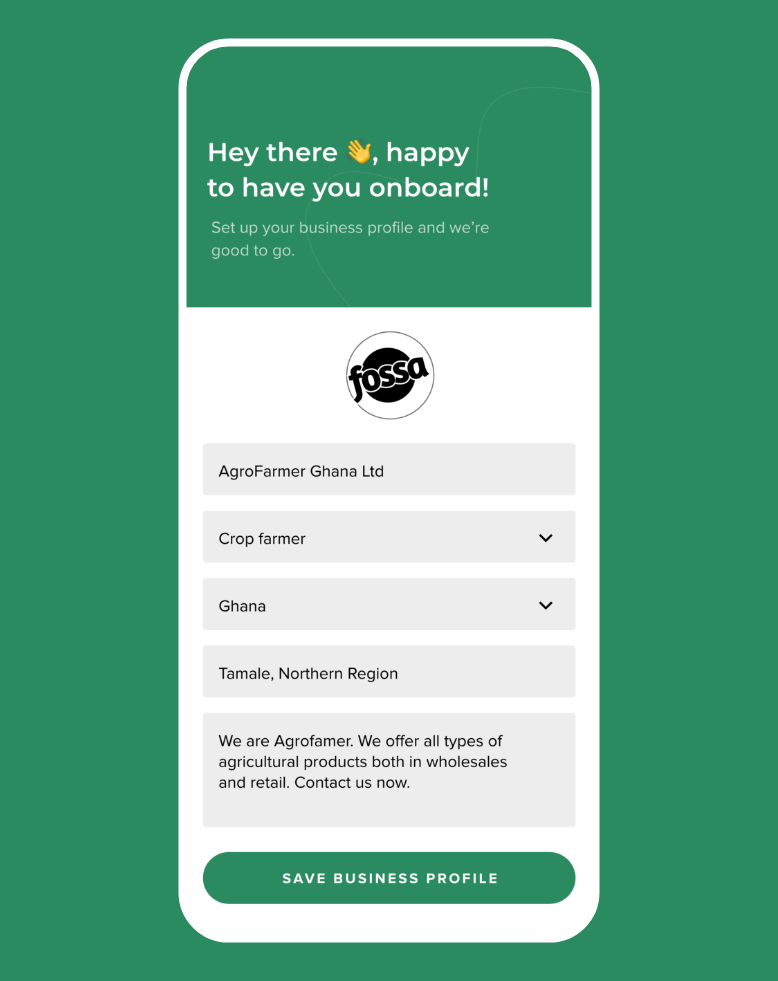 Hey there 👋, happy
to have you onboard!
Set up your business profile and we’re
good to go.
fossa
AgroFarmer Ghana Ltd
Crop farmer
Ghana
Tamale, Northern Region
We are Agrofamer. We offer all types of
agricultural products both in wholesales
and retail. Contact us now.
SAVE BUSINESS PROFILE